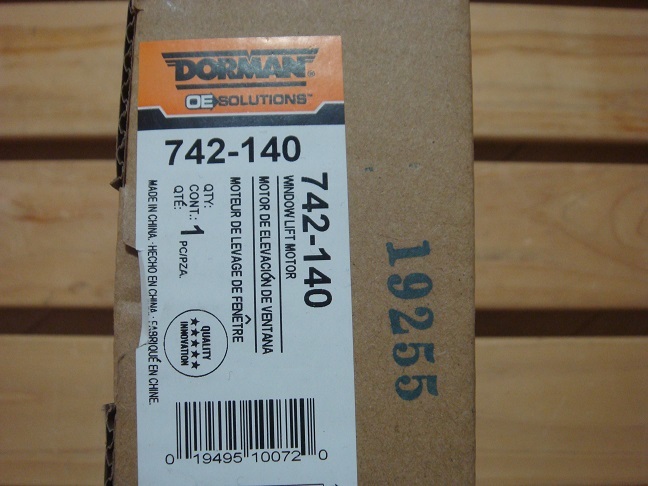 DORMAN®
OE SOLUTIONS™
742-140
742-140
WINDOW LIFT MOTOR
MOTOR DE ELEVACIÓN DE VENTANA
MOTEUR DE LEVAGE DE FENÊTRE
QTY:
CONT.: 1 PC/PZA.
QTÉ:
MADE IN CHINA. · HECHO EN CHINA · FABRIQUÉ EN CHINE.
QUALITY
INNOVATION
0 19495 10072 0
19255